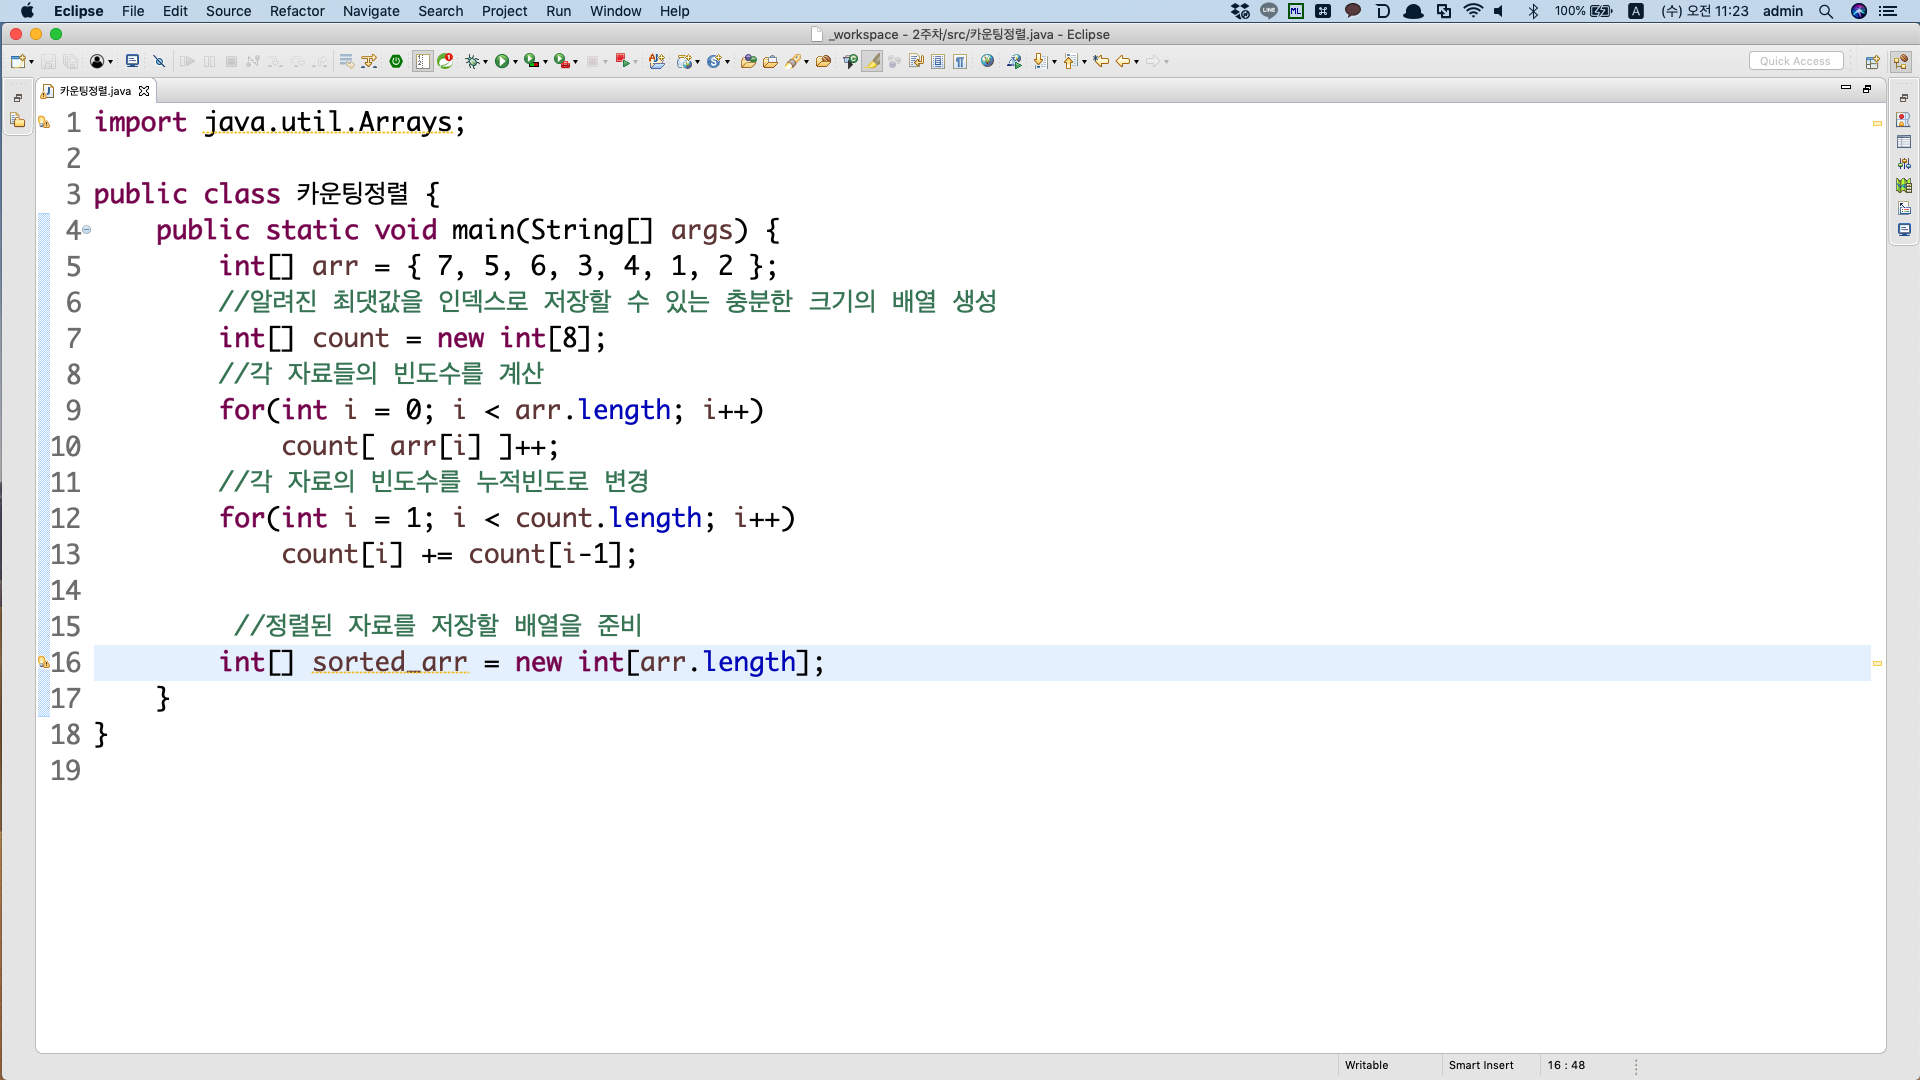 Eclipse File Edit Source Refactor Navigate Search Project Run Window Help 100% A (수) 오전 11:23 admin
_workspace - 2주차/src/카운팅정렬.java - Eclipse
Quick Access
카운팅정렬.java
1 import java.util.Arrays;
2
3 public class 카운팅정렬 {
4 public static void main(String[] args) {
5 int[] arr = { 7, 5, 6, 3, 4, 1, 2 };
6 //알려진 최댓값을 인덱스로 저장할 수 있는 충분한 크기의 배열 생성
7 int[] count = new int[8];
8 //각 자료들의 빈도수를 계산
9 for(int i = 0; i < arr.length; i++)
10 count[ arr[i] ]++;
11 //각 자료의 빈도수를 누적빈도로 변경
12 for(int i = 1; i < count.length; i++)
13 count[i] += count[i-1];
14
15 //정렬된 자료를 저장할 배열을 준비
16 int[] sorted_arr = new int[arr.length];
17 }
18 }
19
Writable Smart Insert 16 : 48